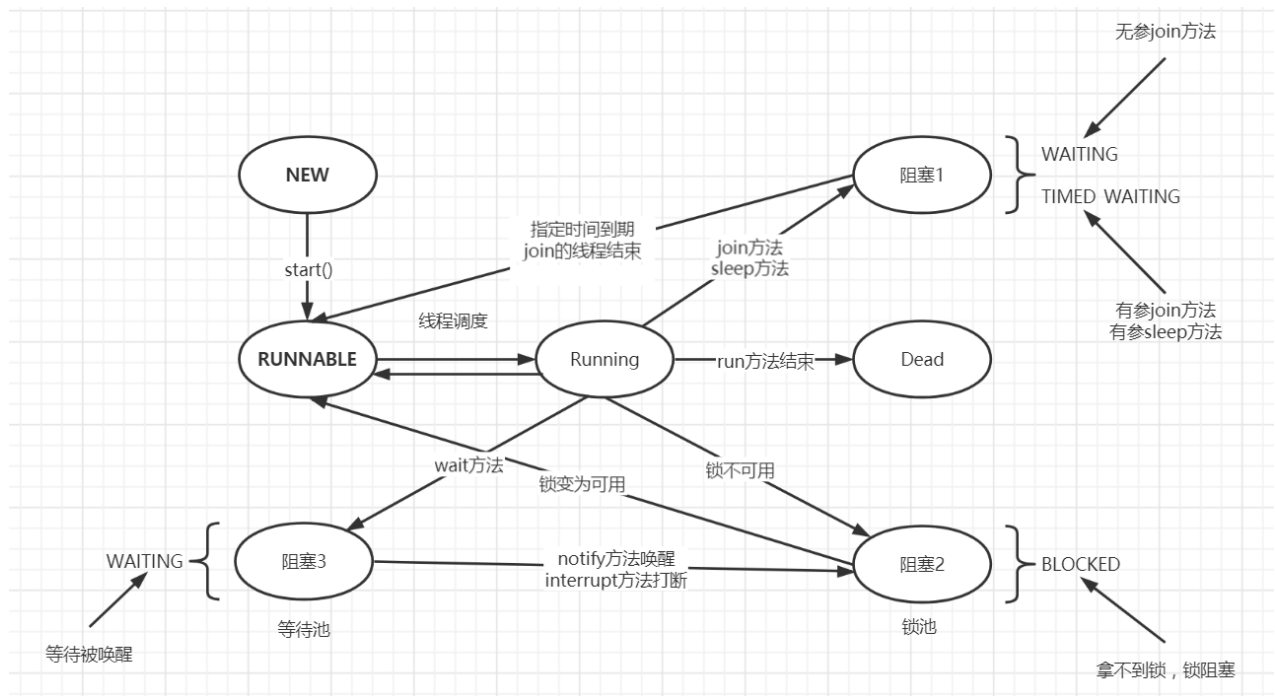 无参join方法
NEW
阻塞1
WAITING
TIMED WAITING
指定时间到期
join的线程结束
join方法
sleep方法
start()
有参join方法
有参sleep方法
线程调度
RUNNABLE
Running
run方法结束
Dead
wait方法
锁变为可用
锁不可用
WAITING
阻塞3
notify方法唤醒
interrupt方法打断
阻塞2
BLOCKED
等待池
锁池
等待被唤醒
拿不到锁，锁阻塞